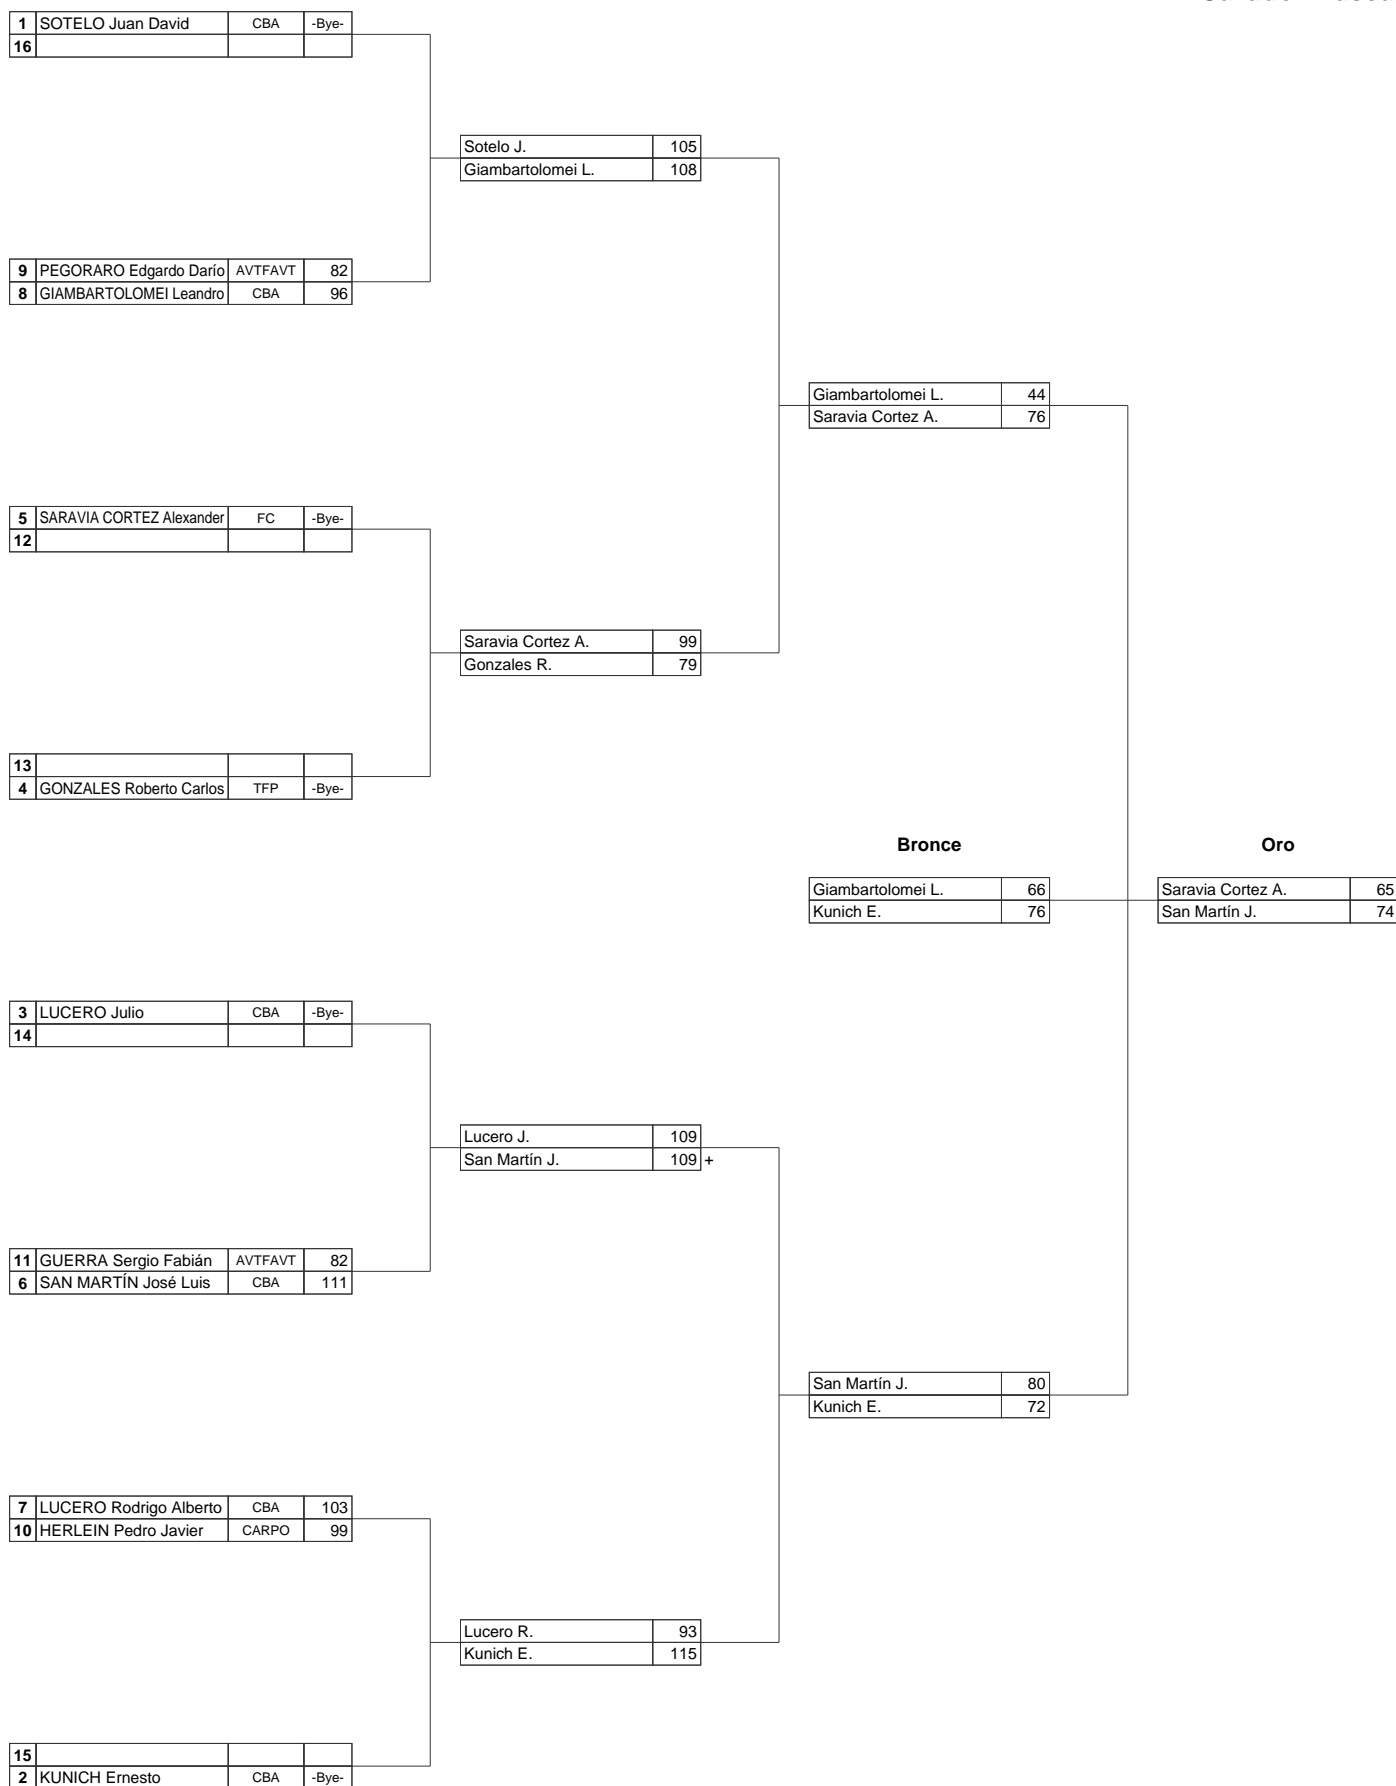 1 SOTELO Juan David CBA -Bye-
16
Sotelo J. 105
Giambartolomei L. 108
9 PEGORARO Edgardo Darío AVTFAVT 82
8 GIAMBARTOLOMEI Leandro CBA 96
Giambartolomei L. 44
Saravia Cortez A. 76
5 SARAVIA CORTEZ Alexander FC -Bye-
12
Saravia Cortez A. 99
Gonzales R. 79
13
4 GONZALES Roberto Carlos TFP -Bye-
Bronce Oro
Giambartolomei L. 66 Saravia Cortez A. 65
Kunich E. 76 San Martín J. 74
3 LUCERO Julio CBA -Bye-
14
Lucero J. 109
San Martín J. 109 +
11 GUERRA Sergio Fabián AVTFAVT 82
6 SAN MARTÍN José Luis CBA 111
San Martín J. 80
Kunich E. 72
7 LUCERO Rodrigo Alberto CBA 103
10 HERLEIN Pedro Javier CARPO 99
Lucero R. 93
Kunich E. 115
15
2 KUNICH Ernesto CBA -Bye-